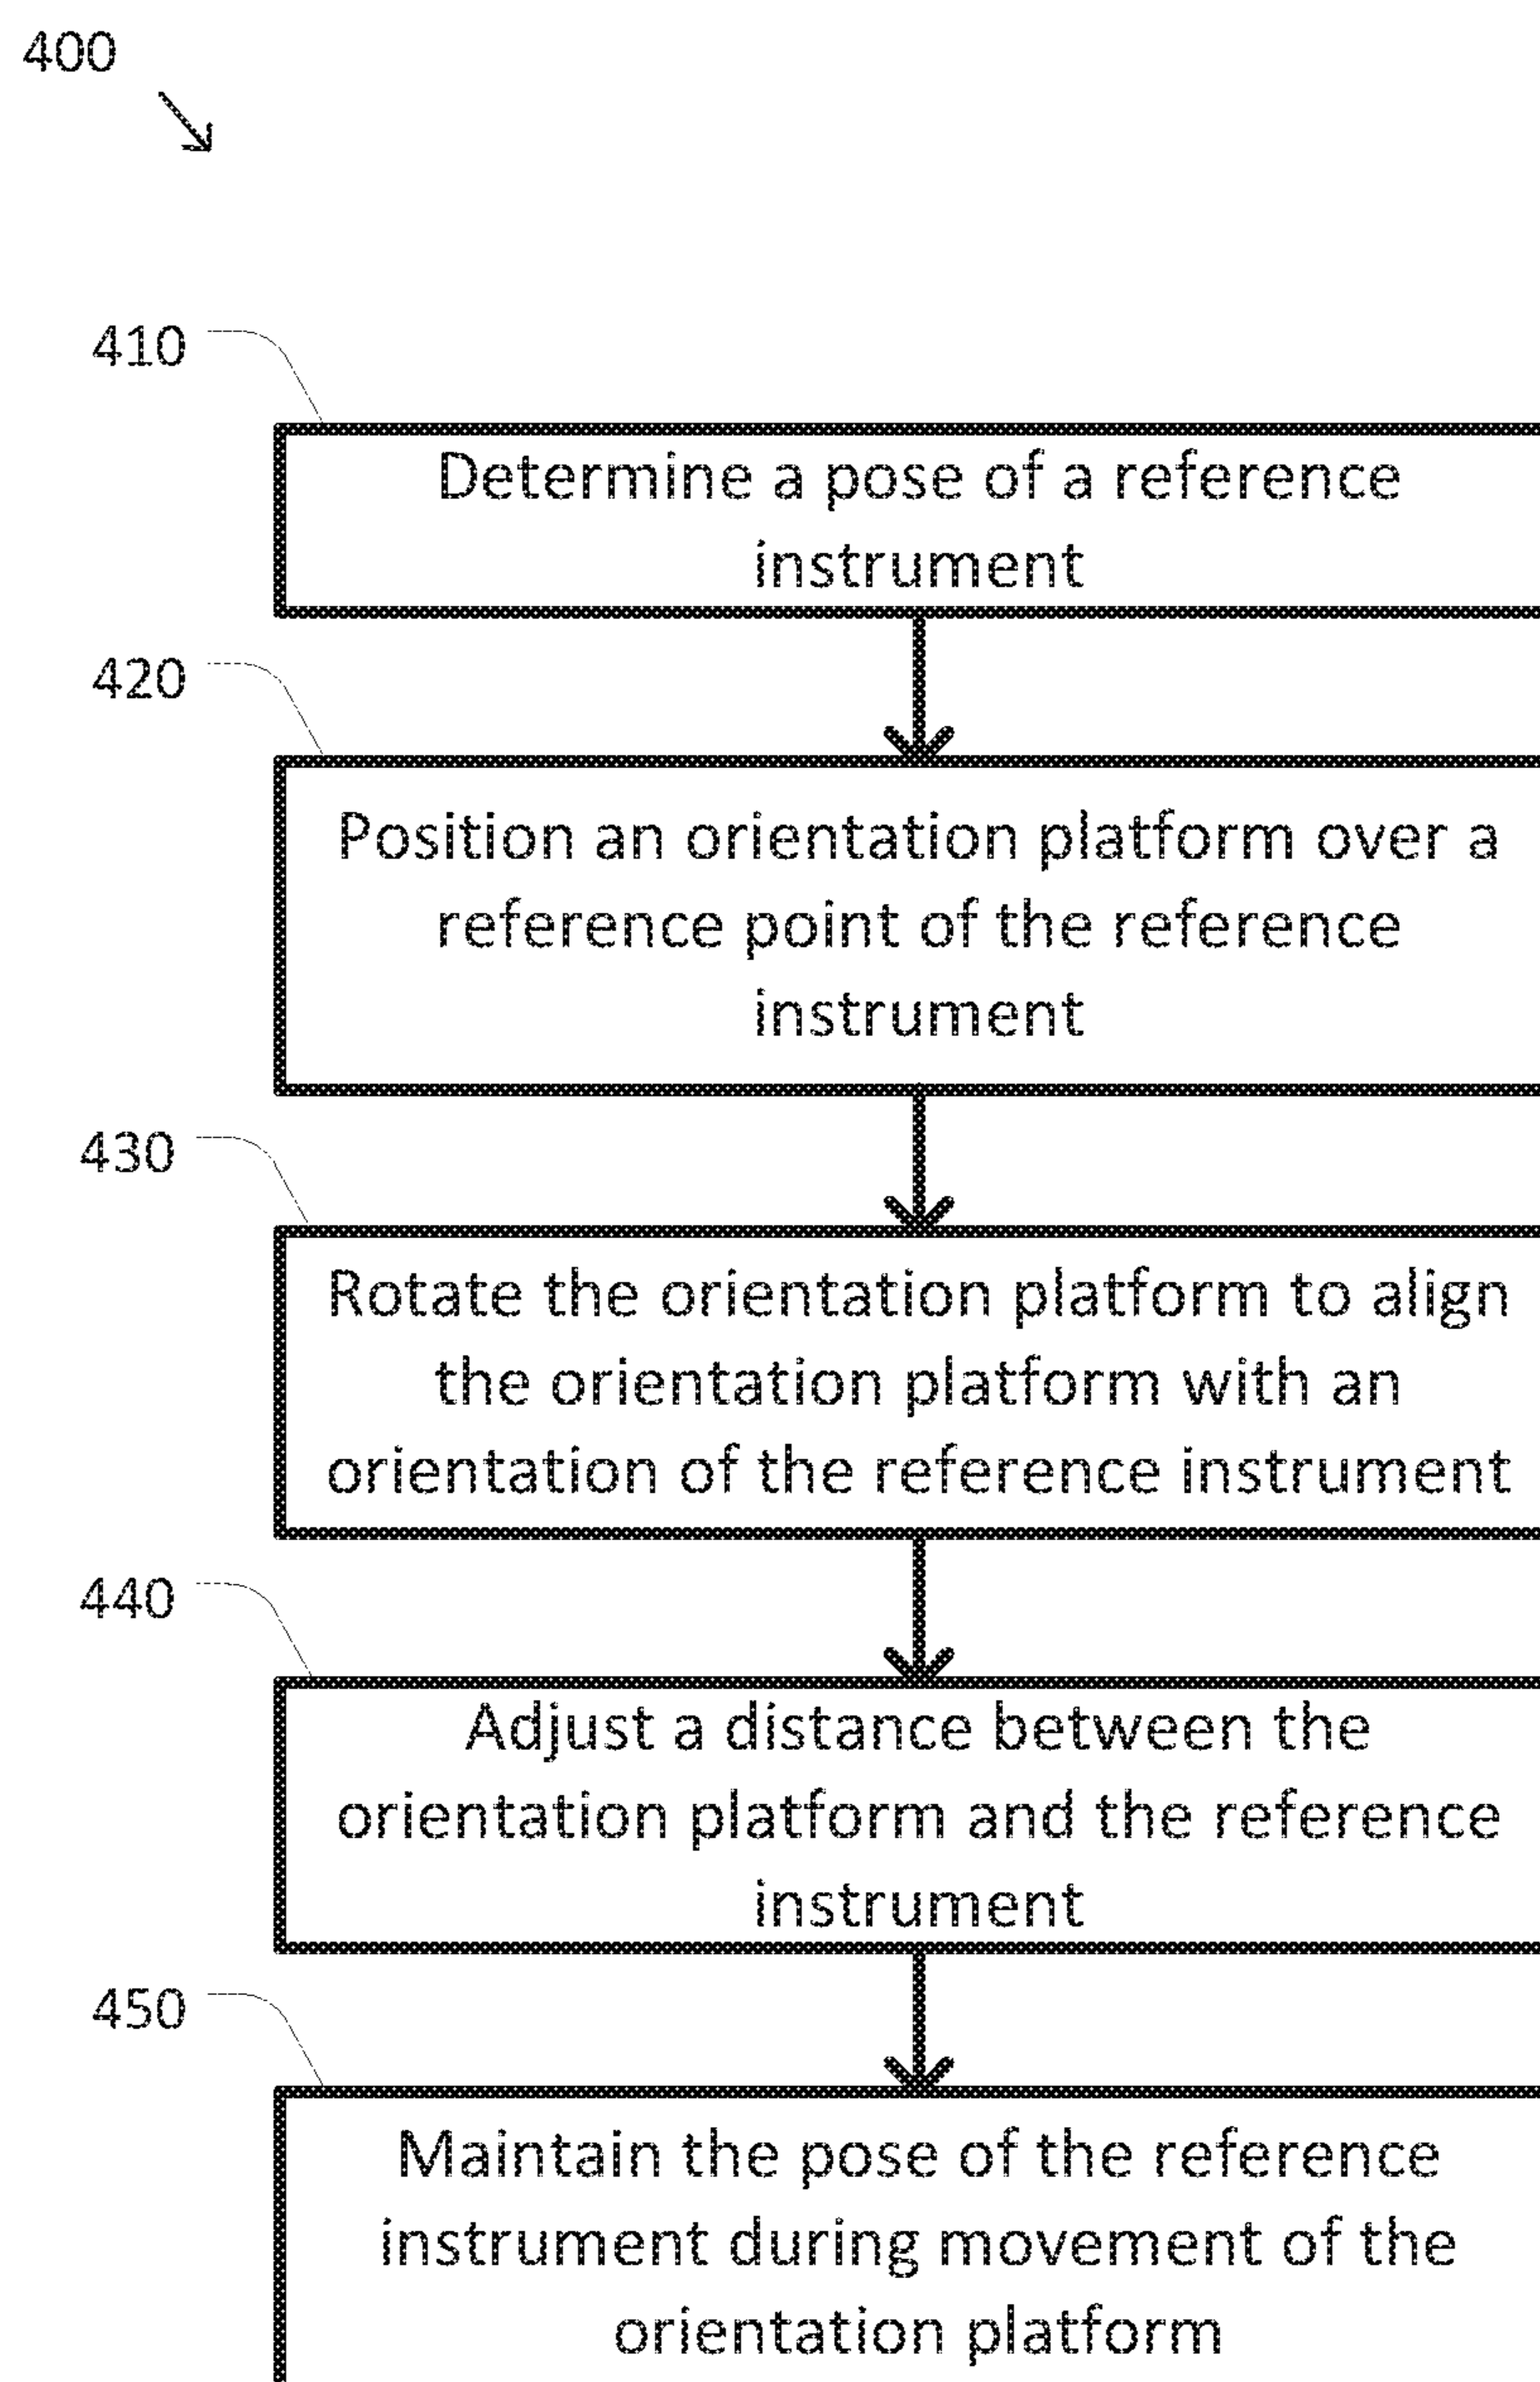 400
410
Determine a pose of a reference
instrument
420
Position an orientation platform over a
reference point of the reference
instrument
430
Rotate the orientation platform to align
the orientation platform with an
orientation of the reference instrument
440
Adjust a distance between the
orientation platform and the reference
instrument
450
Maintain the pose of the reference
instrument during movement of the
orientation platform